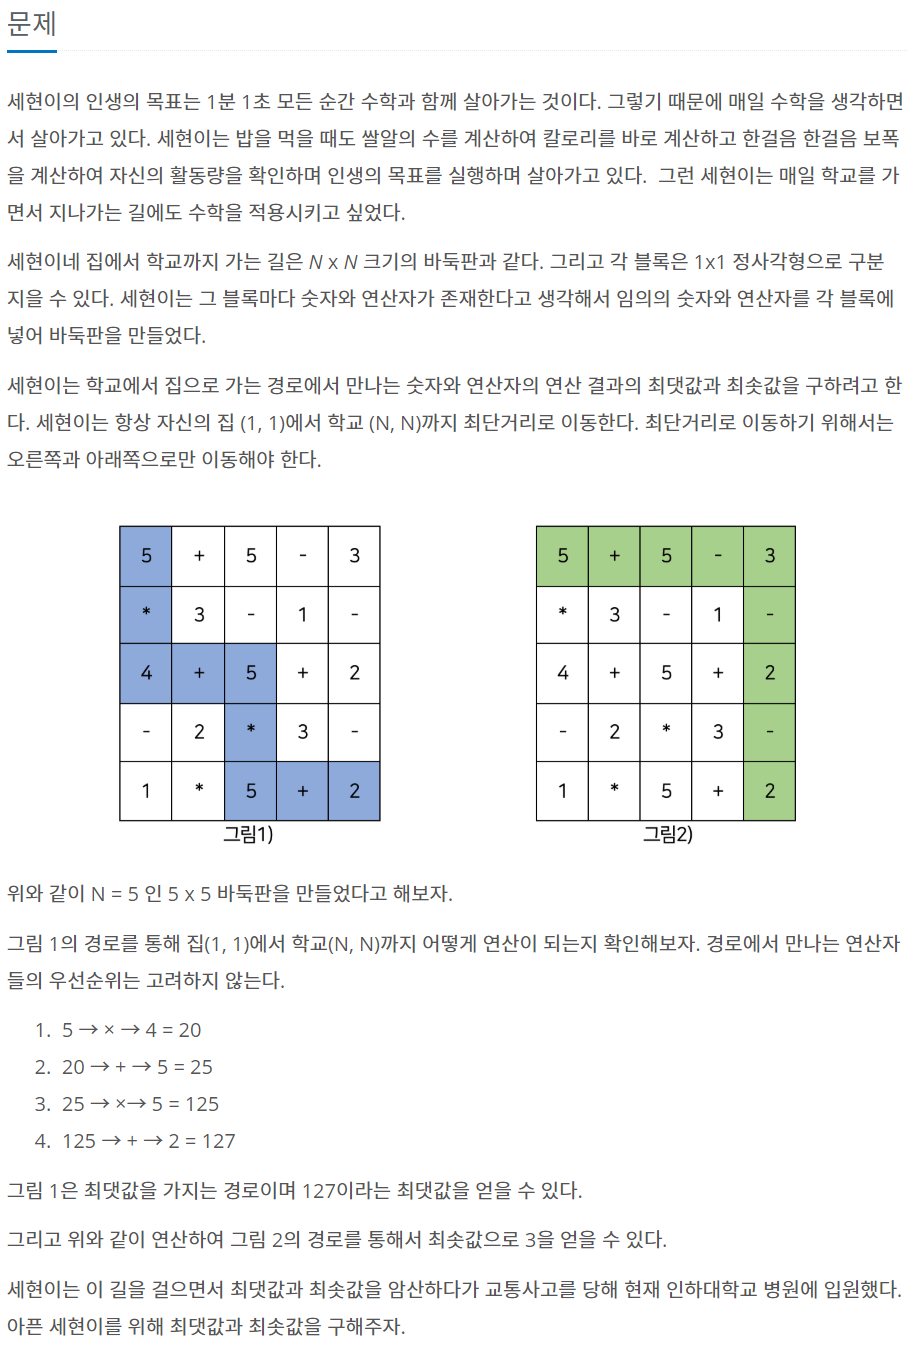 문제
세현이의 인생의 목표는 1분 1초 모든 순간 수학과 함께 살아가는 것이다. 그렇기 때문에 매일 수학을 생각하면
서 살아가고 있다. 세현이는 밥을 먹을 때도 쌀알의 수를 계산하여 칼로리를 바로 계산하고 한걸음 한걸음 보폭
을 계산하여 자신의 활동량을 확인하며 인생의 목표를 실행하며 살아가고 있다. 그런 세현이는 매일 학교를 가
면서 지나가는 길에도 수학을 적용시키고 싶었다.
세현이네 집에서 학교까지 가는 길은 N x N 크기의 바둑판과 같다. 그리고 각 블록은 1x1 정사각형으로 구분
지을 수 있다. 세현이는 그 블록마다 숫자와 연산자가 존재한다고 생각해서 임의의 숫자와 연산자를 각 블록에
넣어 바둑판을 만들었다.
세현이는 학교에서 집으로 가는 경로에서 만나는 숫자와 연산자의 연산 결과의 최댓값과 최솟값을 구하려고 한
다. 세현이는 항상 자신의 집 (1, 1)에서 학교 (N, N)까지 최단거리로 이동한다. 최단거리로 이동하기 위해서는
오른쪽과 아래쪽으로만 이동해야 한다.
5 + 5 - 3
* 3 - 1 -
4 + 5 + 2
- 2 * 3 -
1 * 5 + 2
그림1)
5 + 5 - 3
* 3 - 1 -
4 + 5 + 2
- 2 * 3 -
1 * 5 + 2
그림2)
위와 같이 N = 5 인 5 x 5 바둑판을 만들었다고 해보자.
그림 1의 경로를 통해 집(1, 1)에서 학교(N, N)까지 어떻게 연산이 되는지 확인해보자. 경로에서 만나는 연산자
들의 우선순위는 고려하지 않는다.
1. 5 → × → 4 = 20
2. 20 → + → 5 = 25
3. 25 → ×→ 5 = 125
4. 125 → + → 2 = 127
그림 1은 최댓값을 가지는 경로이며 127이라는 최댓값을 얻을 수 있다.
그리고 위와 같이 연산하여 그림 2의 경로를 통해서 최솟값으로 3을 얻을 수 있다.
세현이는 이 길을 걸으면서 최댓값과 최솟값을 암산하다가 교통사고를 당해 현재 인하대학교 병원에 입원했다.
아픈 세현이를 위해 최댓값과 최솟값을 구해주자.